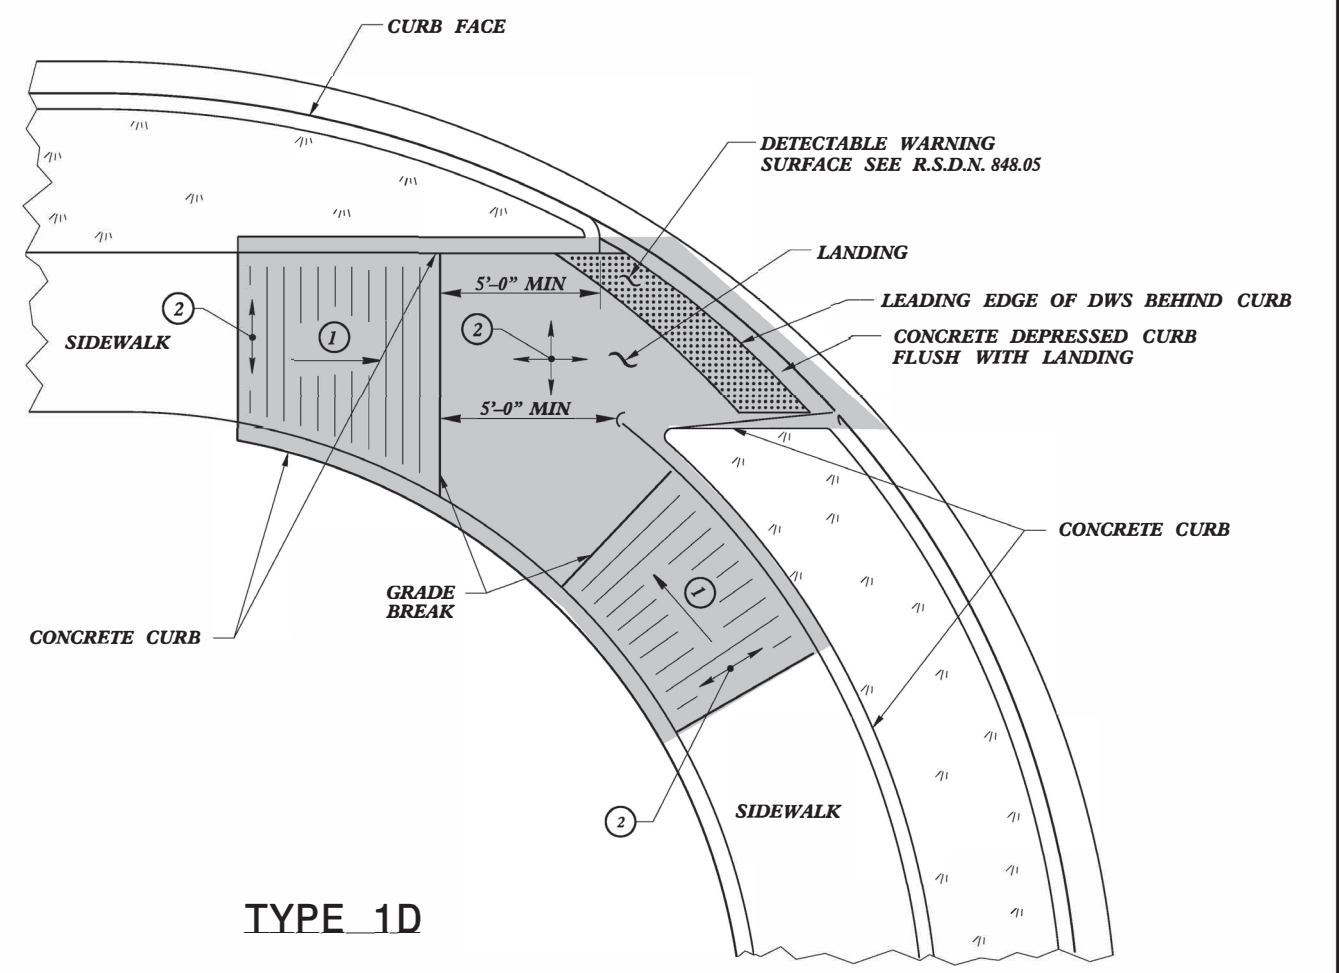 CURB FACE
DETECTABLE WARNING
SURFACE SEE R.S.D.N. 848.05
LANDING
5'-0" MIN
LEADING EDGE OF DWS BEHIND CURB
2
1
2
CONCRETE DEPRESSED CURB
FLUSH WITH LANDING
SIDEWALK
5'-0" MIN
CONCRETE CURB
GRADE
BREAK
1
CONCRETE CURB
2
SIDEWALK
TYPE 1D